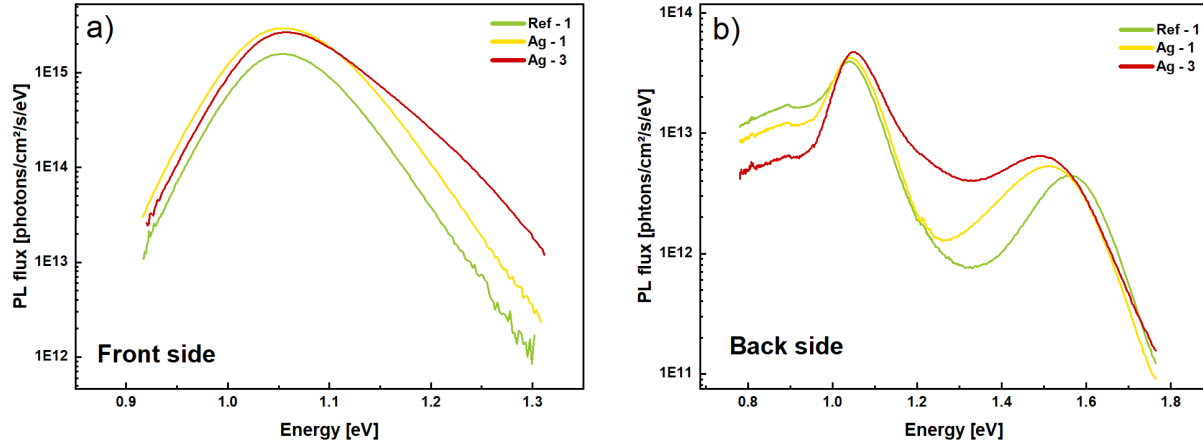 a)
Ref - 1
Ag - 1
Ag - 3
1E15
1E14
1E13
1E12
PL flux [photons/cm²/s/eV]
Front side
0.9
1.0
1.1
1.2
1.3
Energy [eV]
b)
Ref - 1
Ag - 1
Ag - 3
1E14
1E13
1E12
1E11
PL flux [phtons/cm²/s/eV]
Back side
0.8
1.0
1.2
1.4
1.6
1.8
Energy [eV]